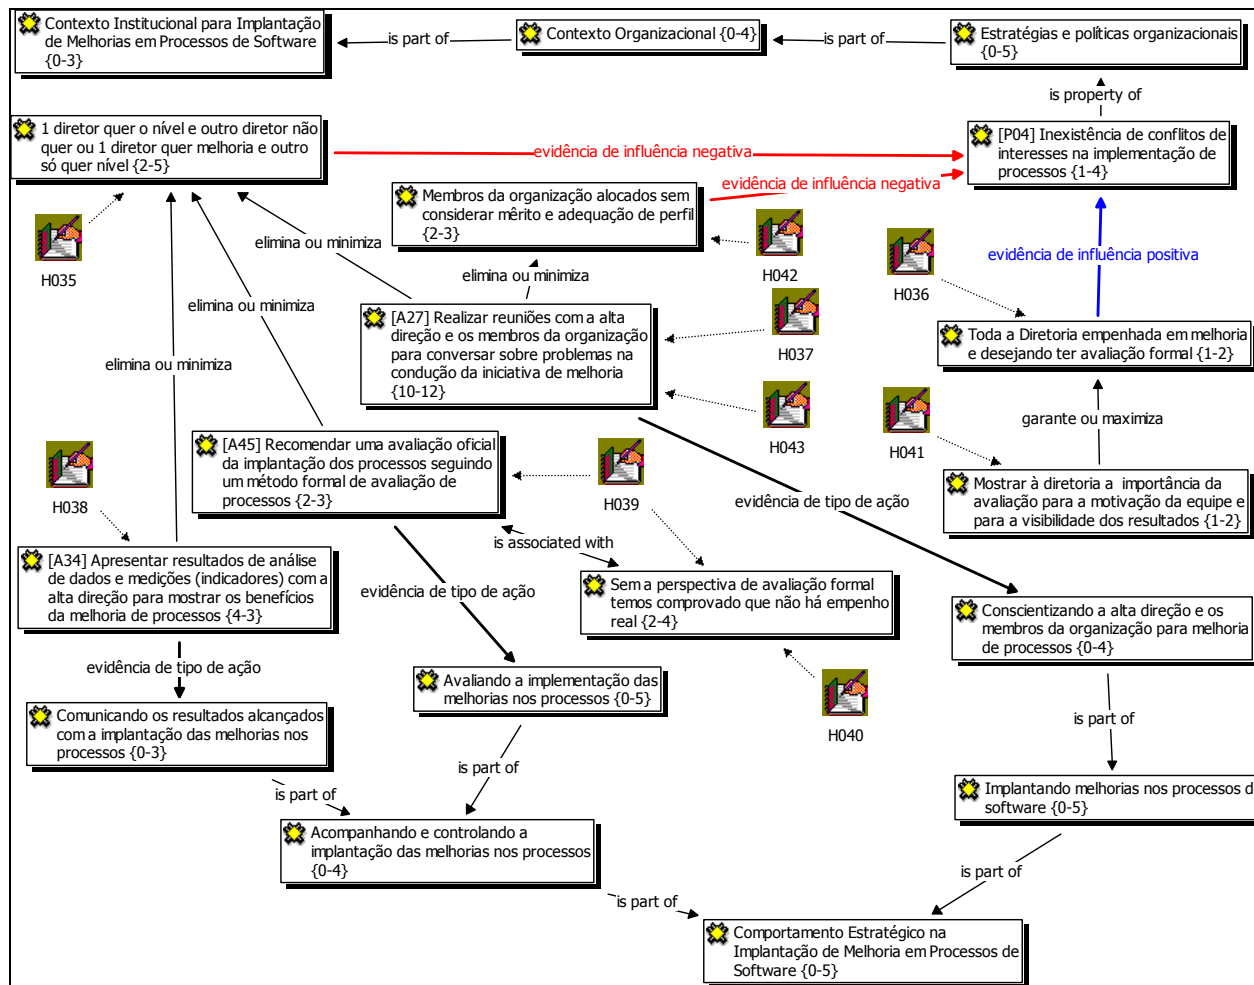 Contexto Institucional para Implantação
de Melhorias em Processos de Software
{0-3}
is part of
Contexto Organizacional {0-4}
is part of
Estratégias e políticas organizacionais
{0-5}
is property of
1 diretor quer o nível e outro diretor não
quer ou 1 diretor quer melhoria e outro
só quer nível {2-5}
evidência de influência negativa
[P04] Inexistência de conflitos de
interesses na implementação de
processos {1-4}
evidência de influência negativa
Membros da organização alocados sem
considerar mérito e adequação de perfil
{2-3}
H035
elimina ou minimiza
H042
H036
evidência de influência positiva
elimina ou minimiza
elimina ou minimiza
[A27] Realizar reuniões com a alta
direção e os membros da organização
para conversar sobre problemas na
condução da iniciativa de melhoria
{10-12}
H037
Toda a Diretoria empenhada em melhoria
e desejando ter avaliação formal {1-2}
elimina ou minimiza
garante ou maximiza
H043
H041
[A45] Recomendar uma avaliação oficial
da implantação dos processos seguindo
um método formal de avaliação de
processos {2-3}
H038
H039
evidência de tipo de ação
Mostrar à diretoria a importância da
avaliação para a motivação da equipe e
para a visibilidade dos resultados {1-2}
is associated with
[A34] Apresentar resultados de análise
de dados e medições (indicadores) com a
alta direção para mostrar os benefícios
da melhoria de processos {4-3}
evidência de tipo de ação
Sem a perspectiva de avaliação formal
temos comprovado que não há empenho
real {2-4}
Conscientizando a alta direção e os
membros da organização para melhoria
de processos {0-4}
evidência de tipo de ação
Avaliando a implementação das
melhorias nos processos {0-5}
H040
Comunicando os resultados alcançados
com a implantação das melhorias nos
processos {0-3}
is part of
is part of
is part of
Implantando melhorias nos processos d
software {0-5}
Acompanhando e controlando a
implantação das melhorias nos processos
{0-4}
is part of
is part of
Comportamento Estratégico na
Implantação de Melhoria em Processos de
Software {0-5}